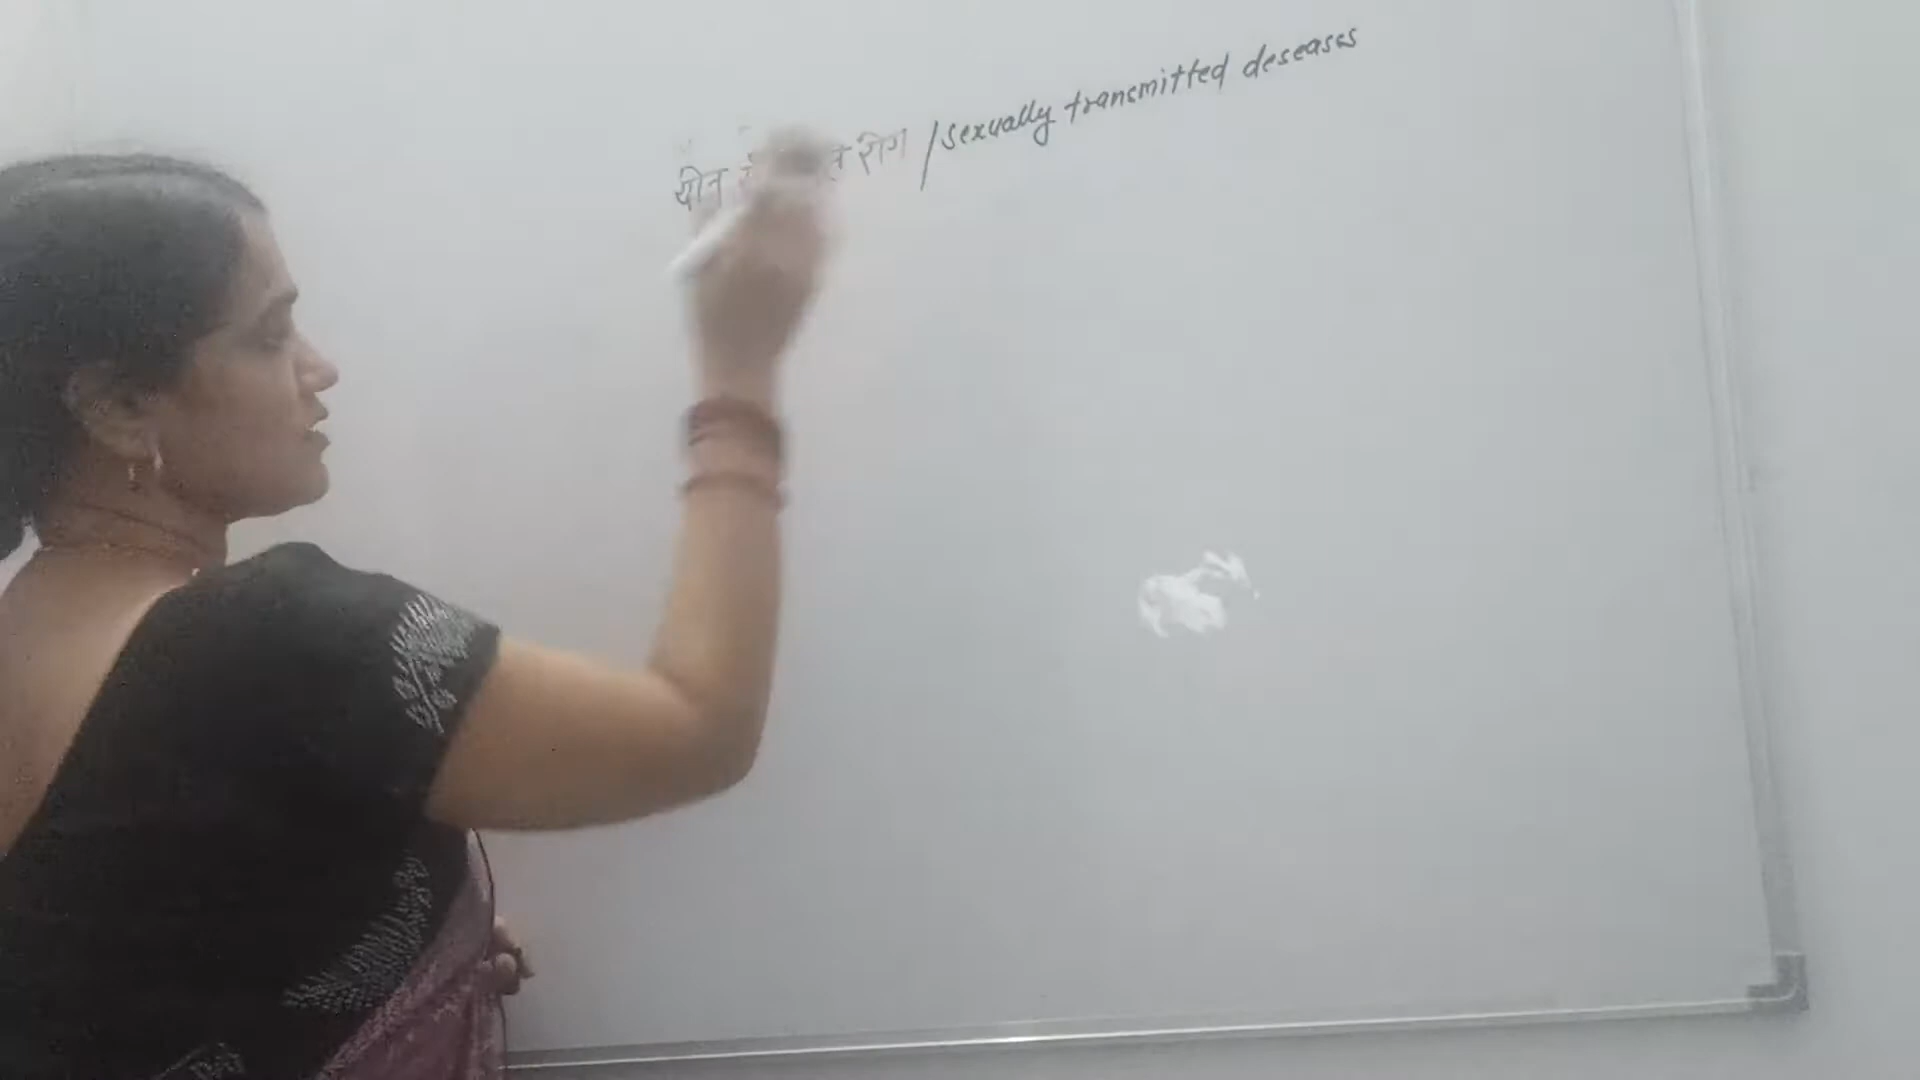 यौन रोग /sexually transmitted deseases